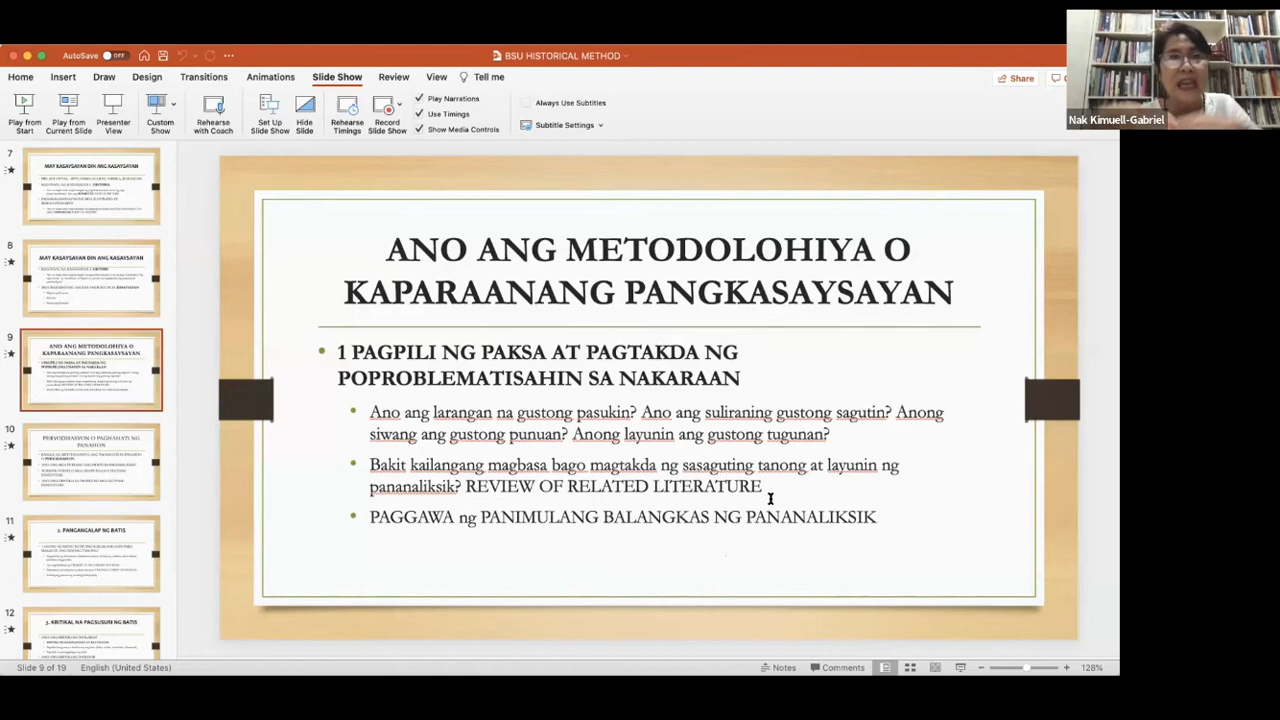 AutoSave OFF
BSU HISTORICAL METHOD
Home Insert Draw Design Transitions Animations Slide Show Review View Tell me
Share
Play from Start
Play from Current Slide
Presenter View
Custom Show
Rehearse with Coach
Set Up Slide Show
Hide Slide
Rehearse Timings
Record Slide Show
Play Narrations
Use Timings
Show Media Controls
Always Use Subtitles
Subtitle Settings
Nak Kimuell-Gabriel
7
MAY KASAYSAYAN DIN ANG KASAYSAYAN
8
MAY KASAYSAYAN DIN ANG KASAYSAYAN
9
ANO ANG METODOLOHIYA O
KAPARAANANG PANGKASAYSAYAN
10
PERYODISASYON O PAGHAHATI NG
PANAHON
11
2. PANGANGALAP NG BATIS
12
3. KRITIKAL NA PAGSUSURI NG BATIS
ANO ANG METODOLOHIYA O
KAPARAANANG PANGKASAYSAYAN
1 PAGPILI NG PAKSA AT PAGTAKDA NG
POPROBLEMATISAHIN SA NAKARAAN
Ano ang larangan na gustong pasukin? Ano ang suliraning gustong sagutin? Anong
siwang ang gustong punuan? Anong layunin ang gustong tugunan?
Bakit kailangang magbasa bago magtakda ng sasaguting tanong at layunin ng
pananaliksik? REVIEW OF RELATED LITERATURE
PAGGAWA ng PANIMULANG BALANGKAS NG PANANALIKSIK
Slide 9 of 19 English (United States)
Notes Comments 128%